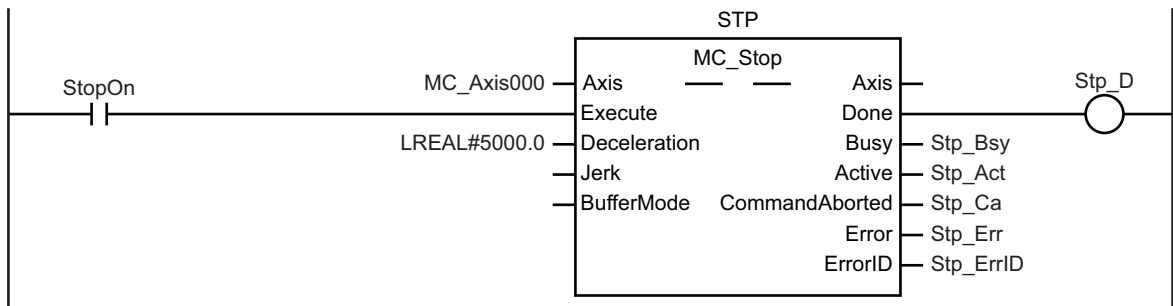 STP
MC_Stop
MC_Axis000 Axis Axis
StopOn Stp_D
Execute Done
LREAL#5000.0 Deceleration Busy Stp_Bsy
Jerk Active Stp_Act
BufferMode CommandAborted Stp_Ca
Error Stp_Err
ErrorID Stp_ErrID